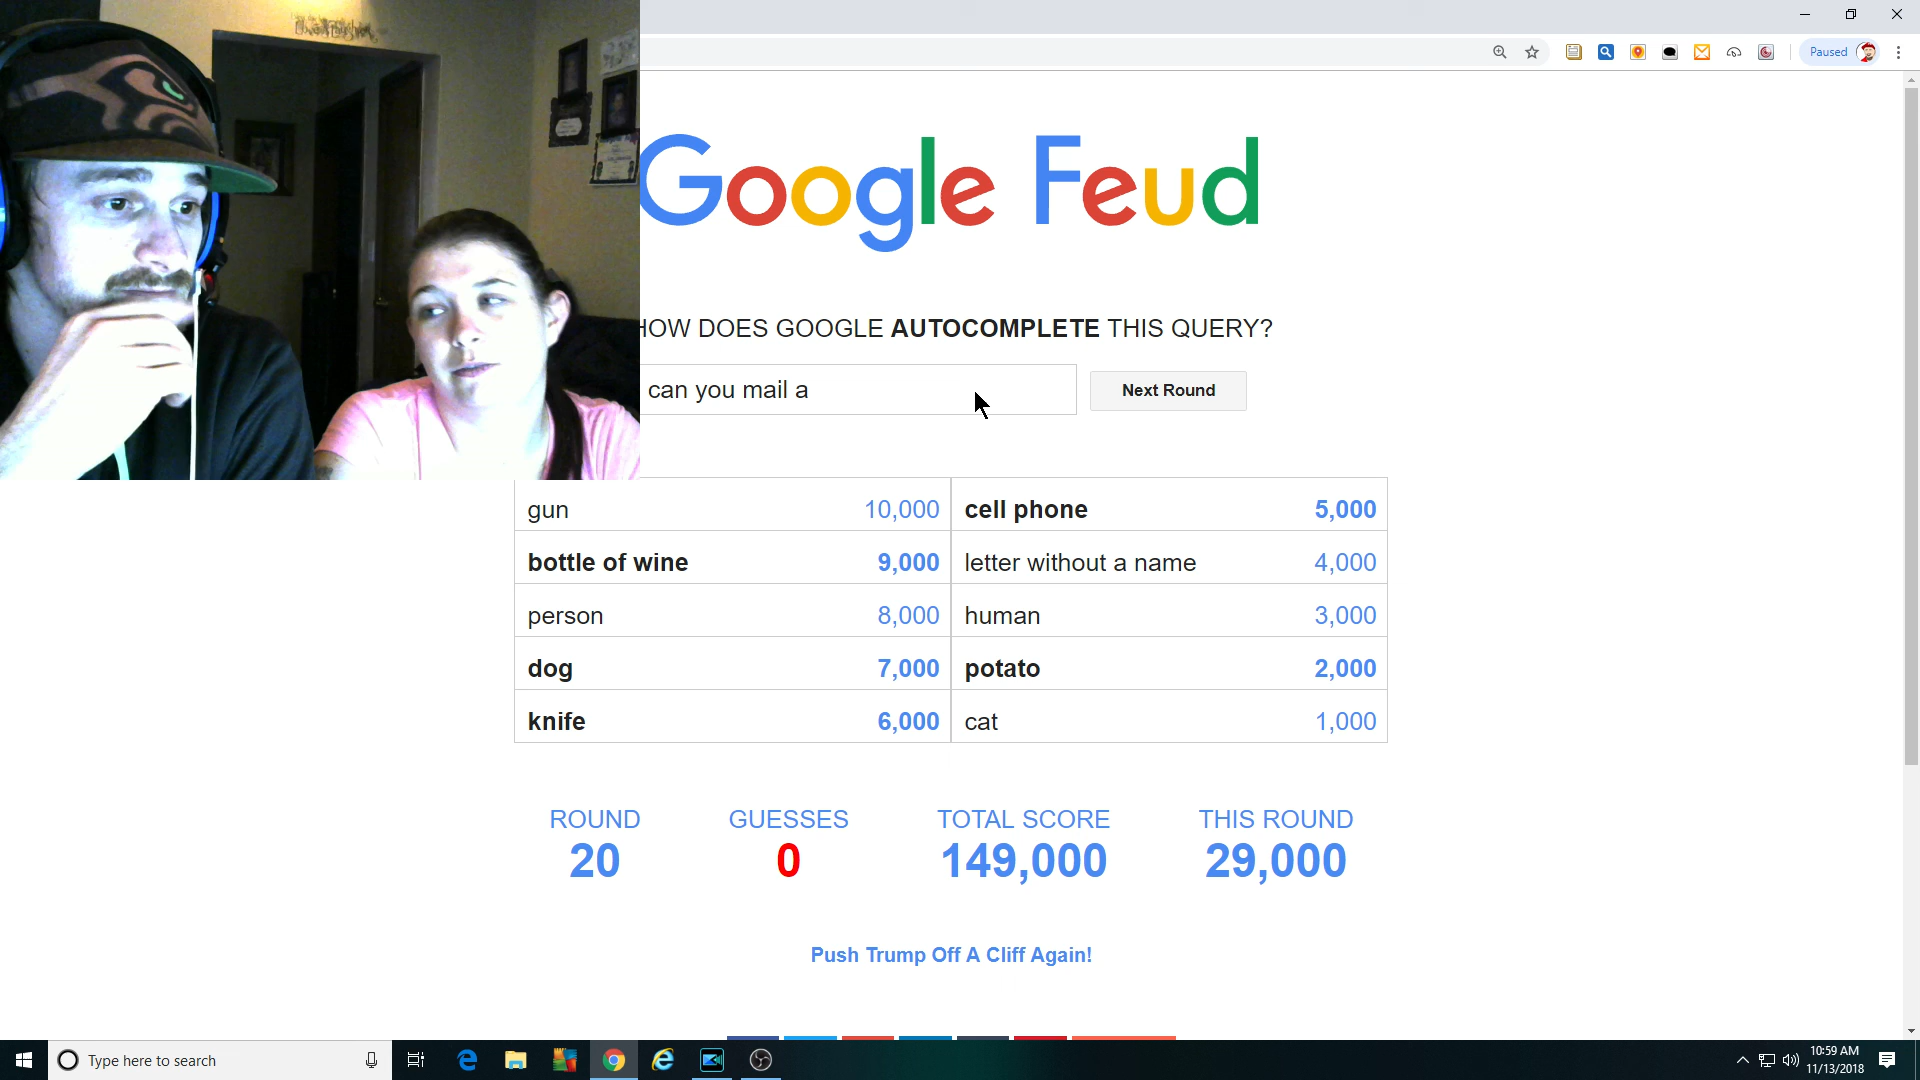 Paused
Google Feud
HOW DOES GOOGLE AUTOCOMPLETE THIS QUERY?
can you mail a
Next Round
gun 10,000
cell phone 5,000
bottle of wine 9,000
letter without a name 4,000
person 8,000
human 3,000
dog 7,000
potato 2,000
knife 6,000
cat 1,000
ROUND GUESSES TOTAL SCORE THIS ROUND
20 0 149,000 29,000
Push Trump Off A Cliff Again!
Type here to search
10:59 AM
11/13/2018